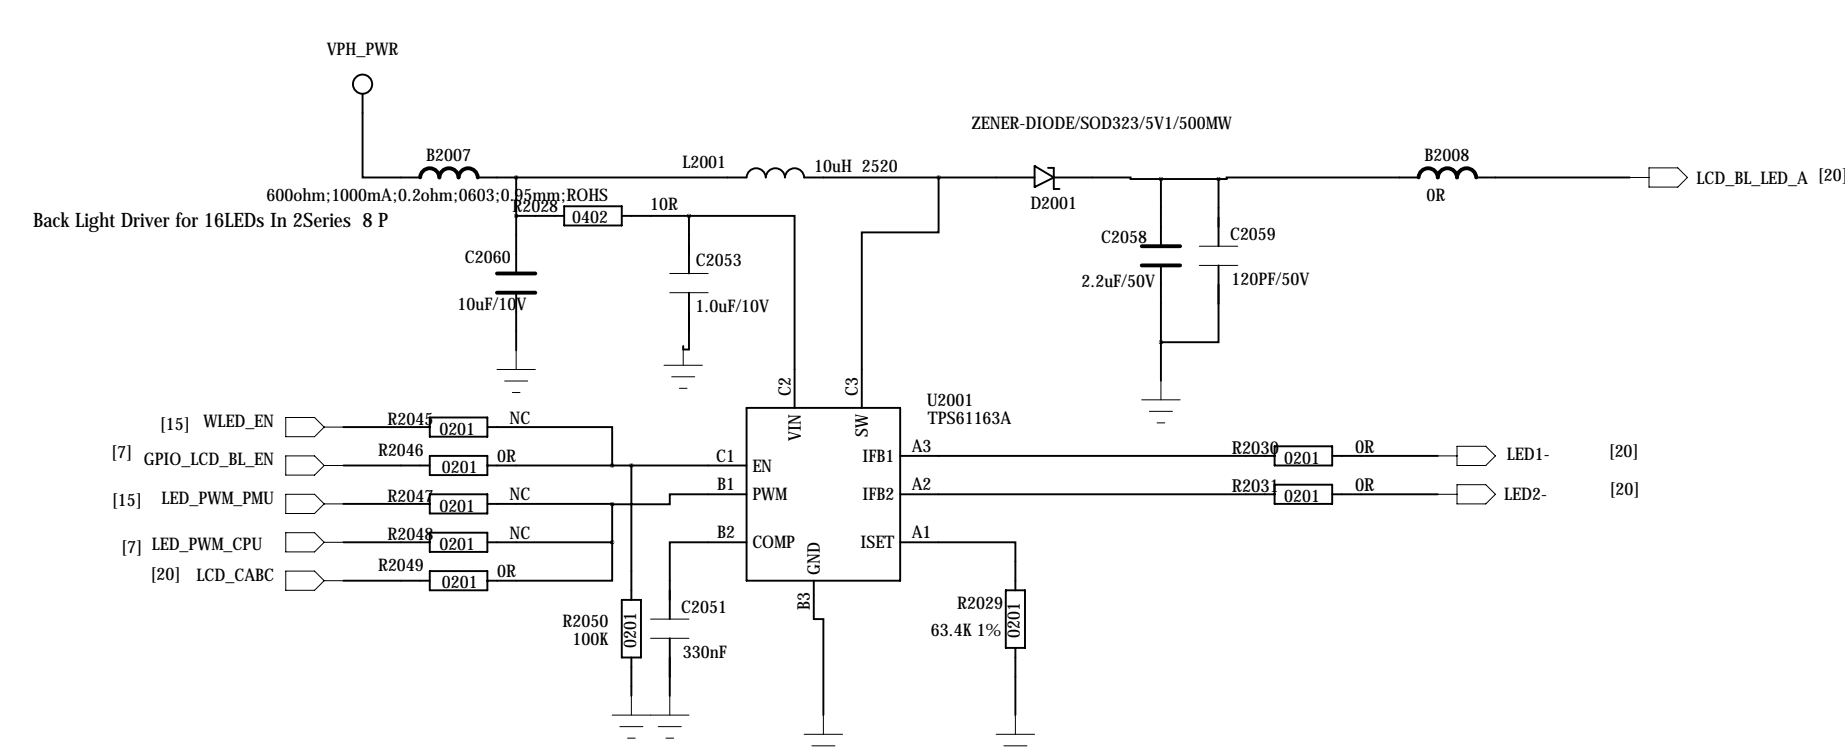 VPH_PWR
ZENER-DIODE/SOD323/5V1/500MW
B2007
L2001
10uH 2520
D2001
B2008
0R
LCD_BL_LED_A [20]
600ohm;1000mA;0.2ohm;0603;0.95mm;ROHS
Back Light Driver for 16LEDs In 2Series 8 P
R2028
0402
10R
C2060
10uF/10V
C2053
1.0uF/10V
C2058
2.2uF/50V
C2059
120PF/50V
C2
C3
U2001
TPS61163A
VIN
SW
[15] WLED_EN
R2045
0201
NC
[7] GPIO_LCD_BL_EN
R2046
0201
0R
C1
EN
IFB1
A3
R2030
0201
0R
LED1-
[20]
[15] LED_PWM_PMU
R2047
0201
NC
B1
PWM
IFB2
A2
R2031
0201
0R
LED2-
[20]
[7] LED_PWM_CPU
R2048
0201
NC
B2
COMP
GND
ISET
A1
[20] LCD_CABC
R2049
0201
0R
B3
R2050
100K
0201
C2051
330nF
R2029
63.4K 1%
0201